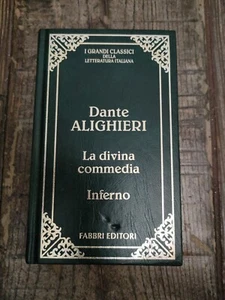 I GRANDI CLASSICI
DELLA
LETTERATURA ITALIANA
Dante
ALIGHIERI
La divina
commedia
Inferno
FABBRI EDITORI